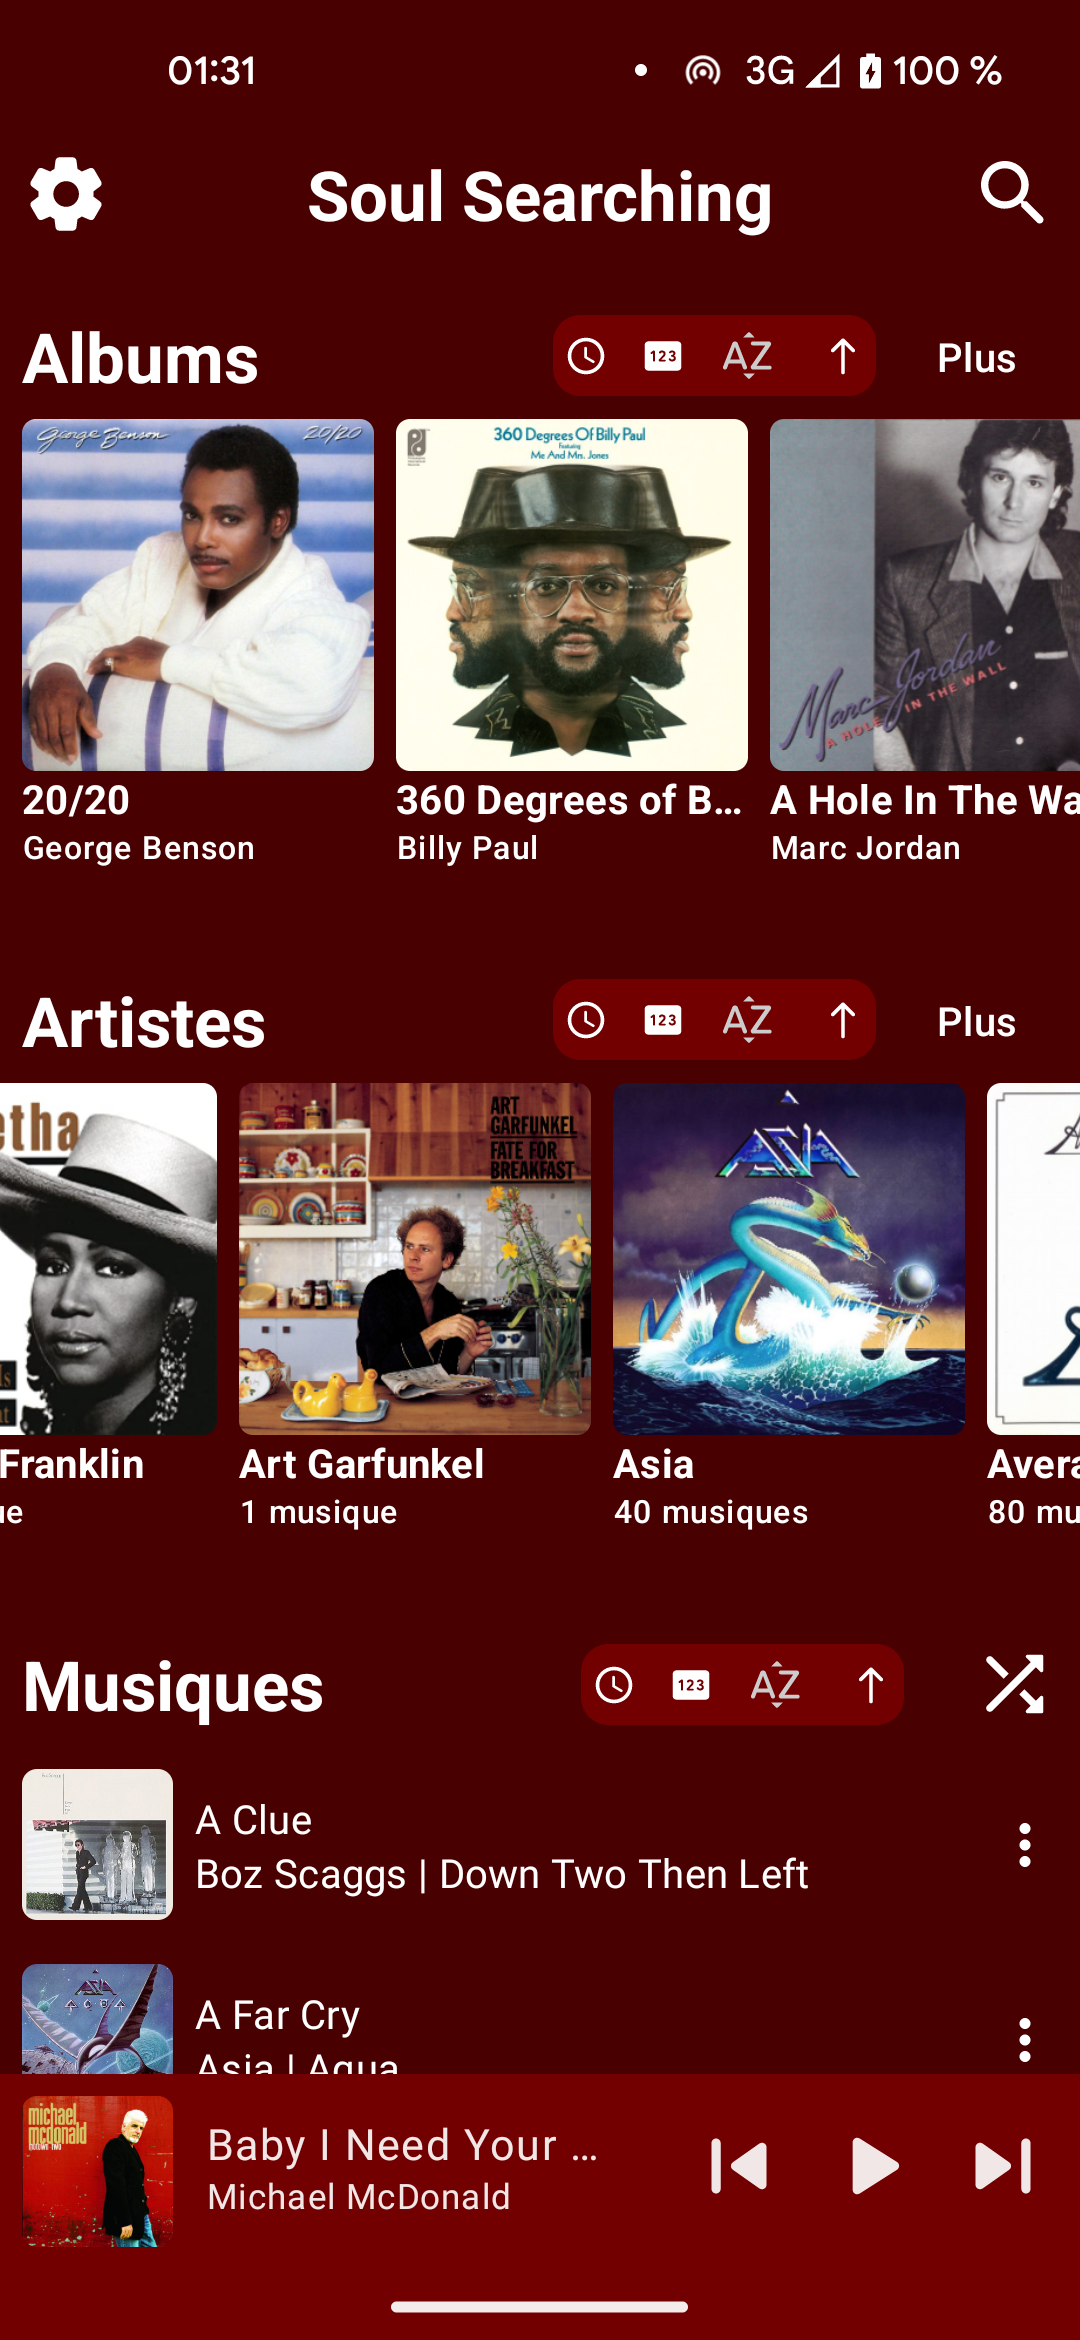 01:31
3G
100 %
Soul Searching
Albums
123
AZ
Plus
George Benson
20/20
360 Degrees Of Billy Paul
Featuring
Me And Mrs. Jones
Marc Jordan
A HOLE IN THE WALL
20/20
360 Degrees of B...
A Hole In The Wa
George Benson
Billy Paul
Marc Jordan
Artistes
123
AZ
Plus
etha
ART
GARFUNKEL
FATE FOR
BREAKFAST
ASIA
Franklin
Art Garfunkel
Asia
Avera
ue
1 musique
40 musiques
80 mu
Musiques
123
AZ
A Clue
Boz Scaggs | Down Two Then Left
ASIA
AQUA
A Far Cry
Asia | Aqua
michael
mcdonald
motown two
Baby I Need Your ...
Michael McDonald